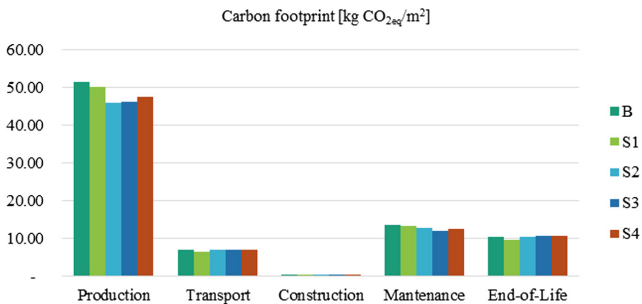 Carbon footprint [kg CO2eq/m²]
60.00
50.00
40.00
30.00
20.00
10.00
-
Production Transport Construction Mantenance End-of-Life
B
S1
S2
S3
S4